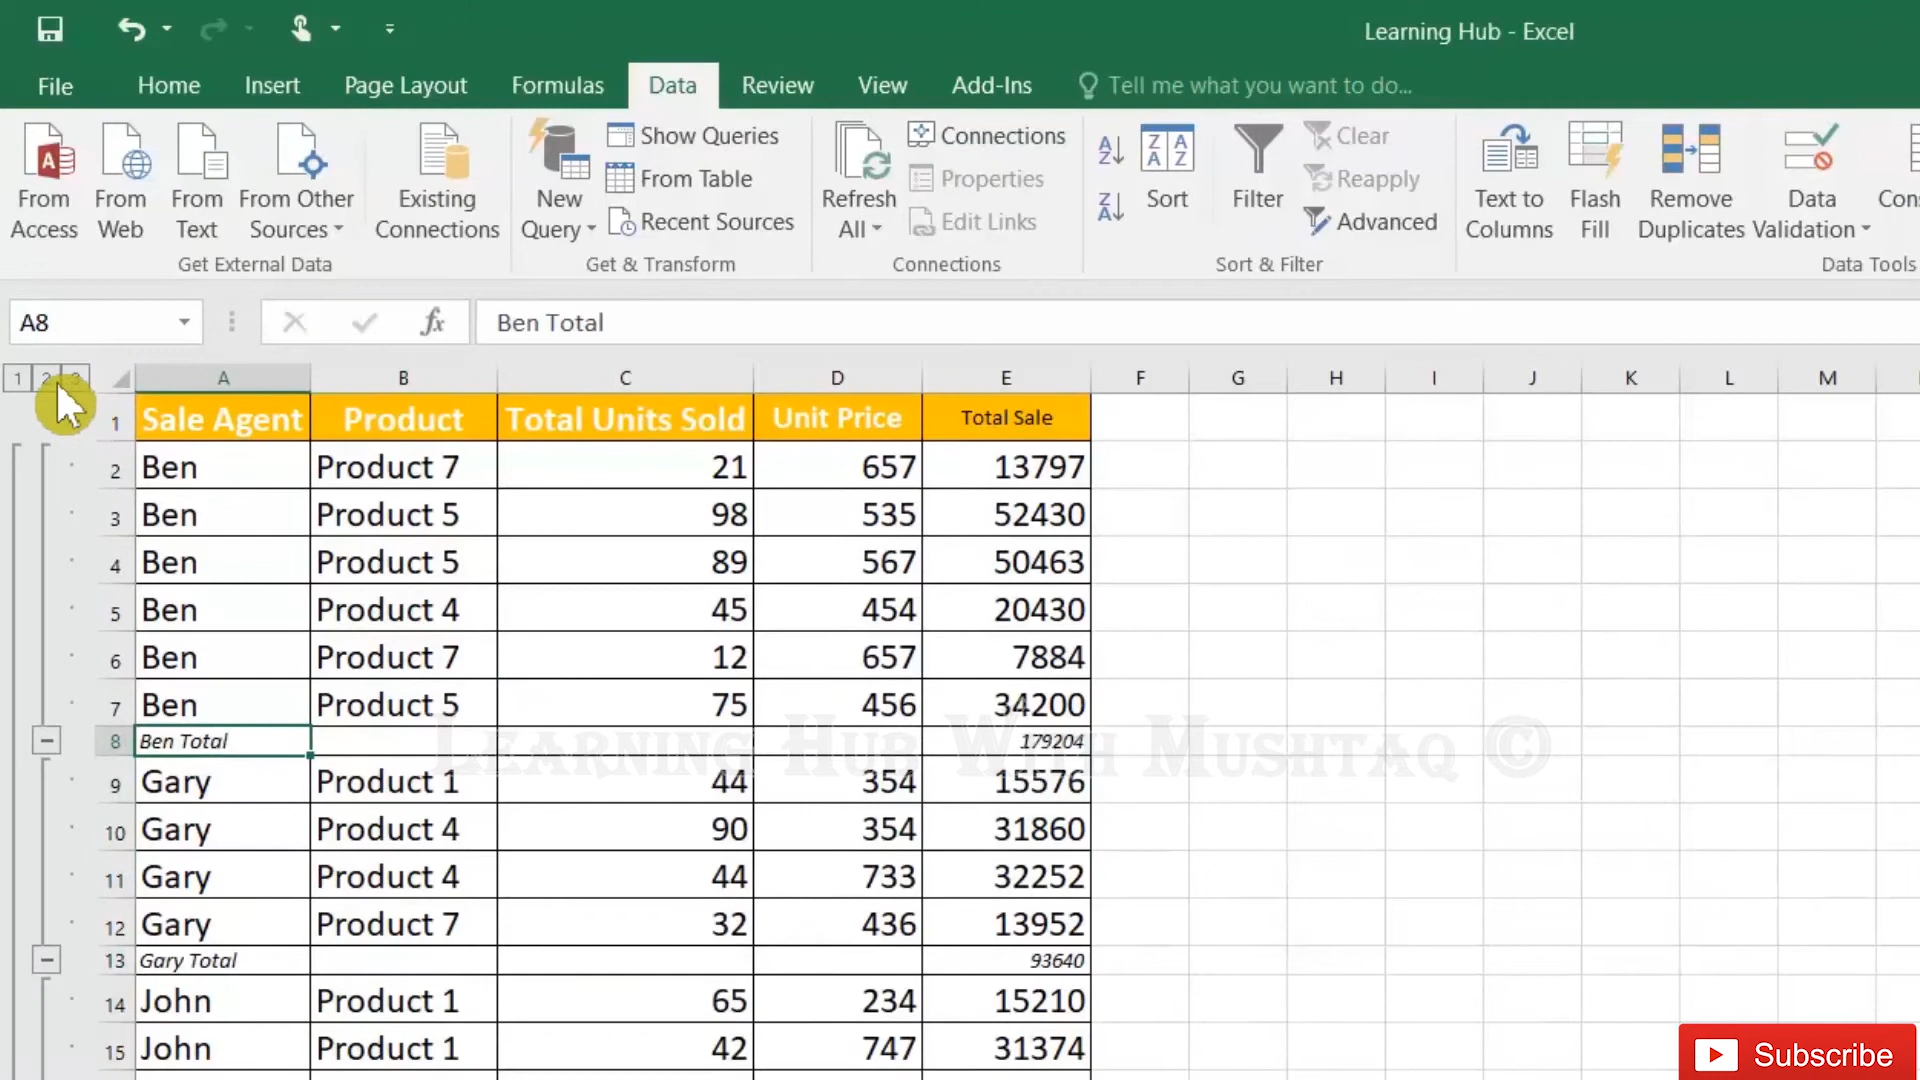 Learning Hub - Excel
File Home Insert Page Layout Formulas Data Review View Add-Ins Tell me what you want to do...
From Access
From Web
From Text
From Other Sources
Existing Connections
Get External Data
New Query
Show Queries
From Table
Recent Sources
Get & Transform
Refresh All
Connections
Properties
Edit Links
Connections
Sort
Filter
Clear
Reapply
Advanced
Sort & Filter
Text to Columns
Flash Fill
Remove Duplicates
Data Validation
Data Tools
A8 fx Ben Total
1 2 3 A B C D E F G H I J K L M
1 Sale Agent Product Total Units Sold Unit Price Total Sale
2 Ben Product 7 21 657 13797
3 Ben Product 5 98 535 52430
4 Ben Product 5 89 567 50463
5 Ben Product 4 45 454 20430
6 Ben Product 7 12 657 7884
7 Ben Product 5 75 456 34200
8 Ben Total 179204
Learning Hub With Mushtaq ©
9 Gary Product 1 44 354 15576
10 Gary Product 4 90 354 31860
11 Gary Product 4 44 733 32252
12 Gary Product 7 32 436 13952
13 Gary Total 93640
14 John Product 1 65 234 15210
15 John Product 1 42 747 31374
Subscribe